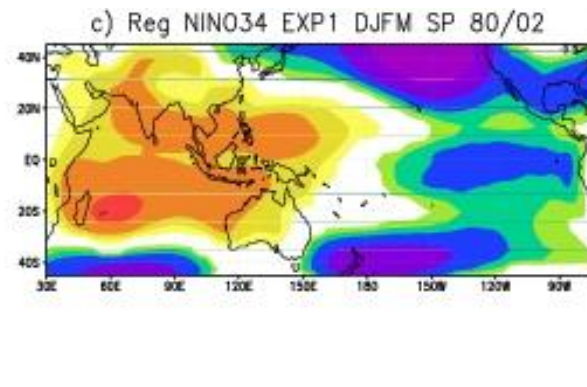 c) Reg NINO34 EXP1 DJFM SP 80/02
40N
20N
EQ
20S
40S
30E 60E 90E 120E 150E 180 150W 120W 90W